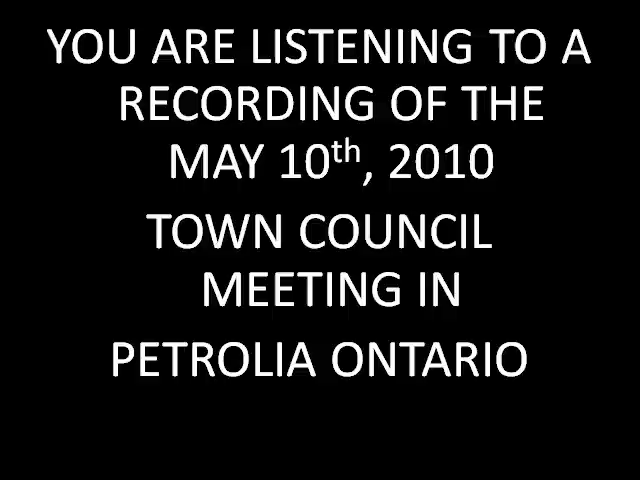 YOU ARE LISTENING TO A
RECORDING OF THE
MAY 10th, 2010
TOWN COUNCIL
MEETING IN
PETROLIA ONTARIO